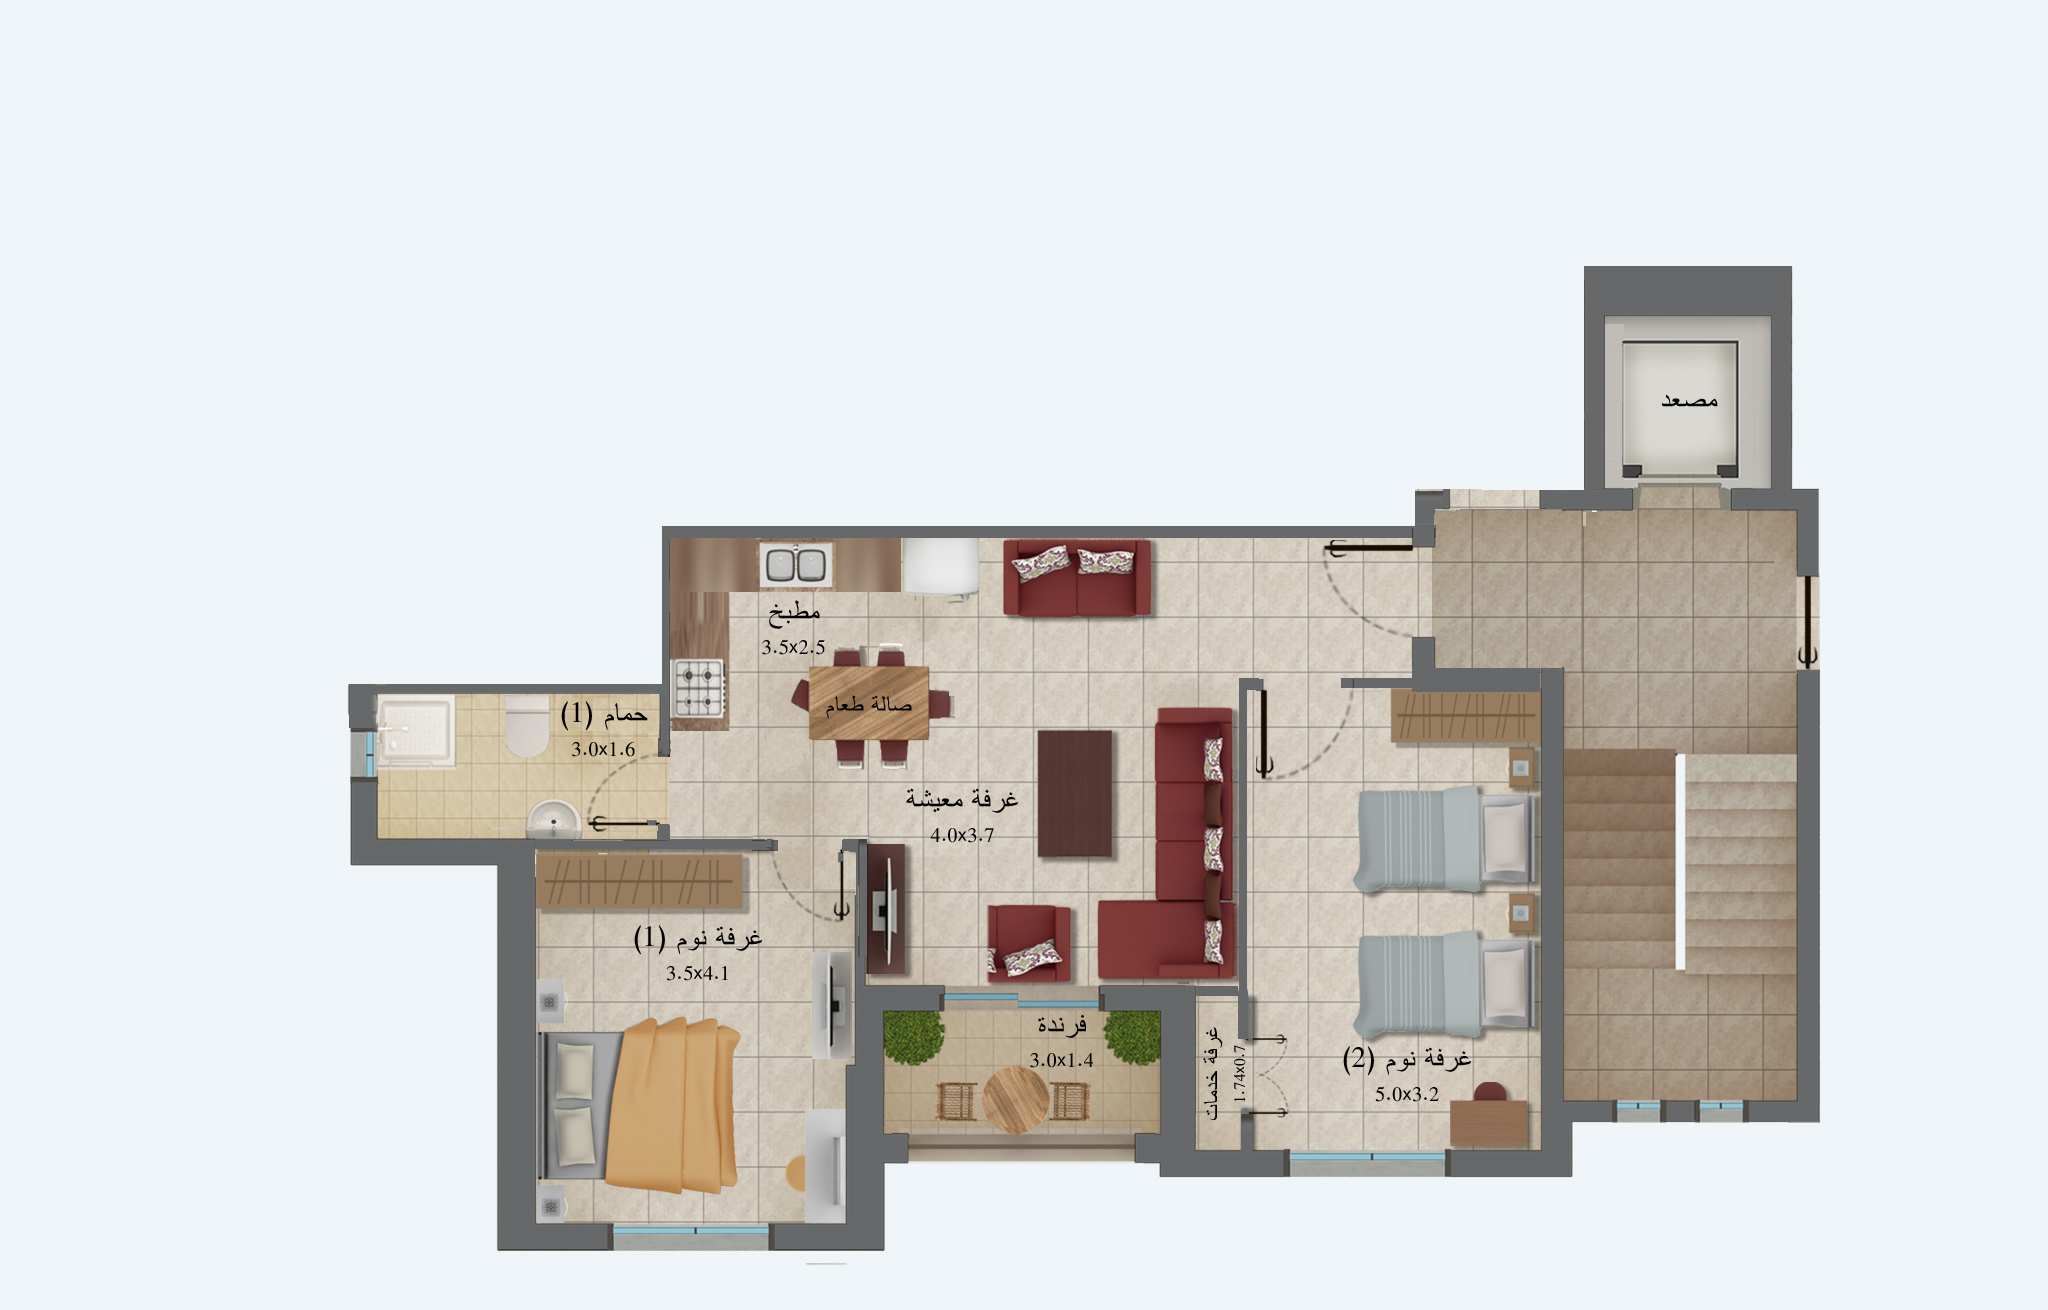 مصعد
مطبخ
3.5x2.5
صالة طعام
حمام (1)
3.0x1.6
غرفة معيشة
4.0x3.7
غرفة نوم (1)
3.5x4.1
فرندة
3.0x1.4
غرفة خدمات
1.74x0.7
غرفة نوم (2)
5.0x3.2